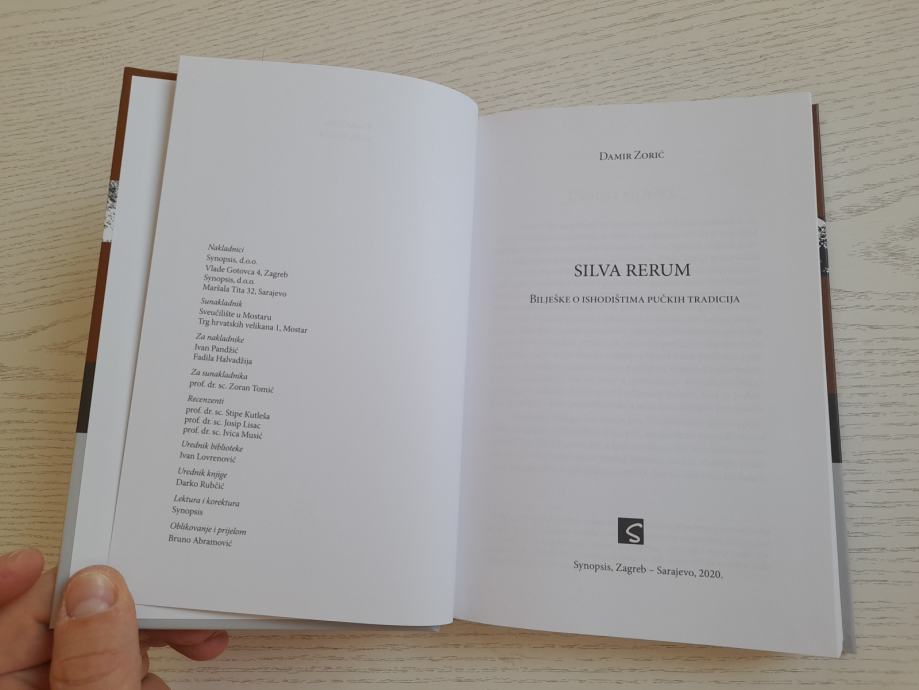 Nakladnici
Synopsis, d.o.o.
Vlade Gotovca 4, Zagreb
Synopsis, d.o.o.
Maršala Tita 32, Sarajevo
Sunakladnik
Sveučilište u Mostaru
Trg hrvatskih velikana 1, Mostar
Za nakladnike
Ivan Pandžić
Fadila Halvadžija
Za sunakladnika
prof. dr. sc. Zoran Tomić
Recenzenti
prof. dr. sc. Stipe Kutleša
prof. dr. sc. Josip Lisac
prof. dr. sc. Ivica Musić
Urednik biblioteke
Ivan Lovrenović
Urednik knjige
Darko Rubčić
Lektura i korektura
Synopsis
Oblikovanje i prijelom
Bruno Abramović
Damir Zorić
SILVA RERUM
Bilješke o ishodištima pučkih tradicija
S
Synopsis, Zagreb – Sarajevo, 2020.